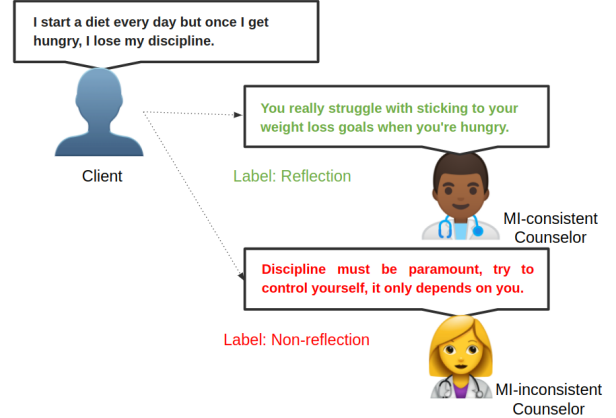 I start a diet every day but once I get
hungry, I lose my discipline.
Client
You really struggle with sticking to your
weight loss goals when you're hungry.
Label: Reflection
MI-consistent
Counselor
Discipline must be paramount, try to
control yourself, it only depends on you.
Label: Non-reflection
MI-inconsistent
Counselor